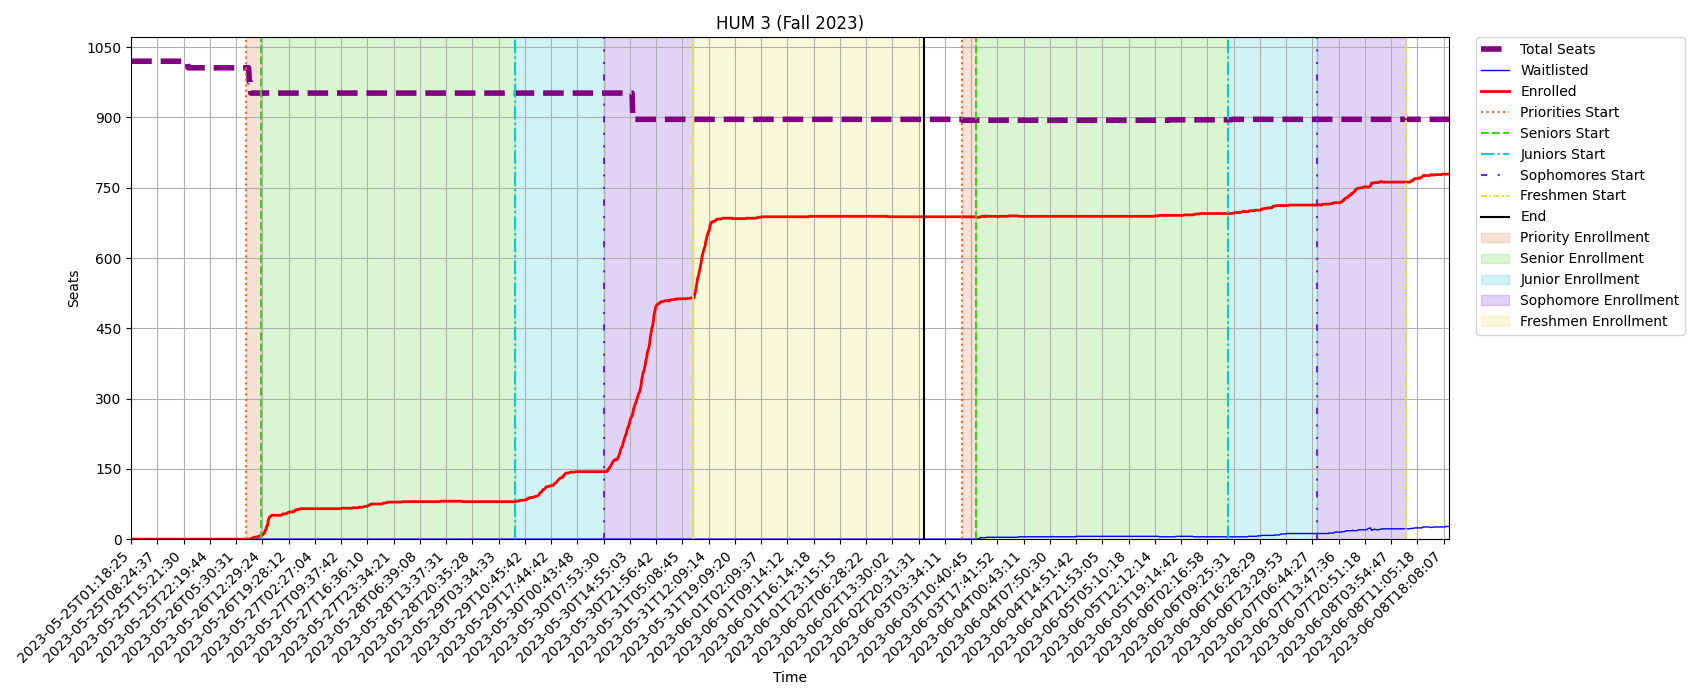 HUM 3 (Fall 2023)
1050
900
750
600
450
300
150
0
Seats
2023-05-25T01:18:25
2023-05-25T08:24:37
2023-05-25T15:21:30
2023-05-25T22:19:44
2023-05-26T05:30:31
2023-05-26T12:29:24
2023-05-26T19:28:12
2023-05-27T02:27:04
2023-05-27T09:37:42
2023-05-27T16:36:10
2023-05-27T23:34:21
2023-05-28T06:39:08
2023-05-28T13:37:31
2023-05-28T20:35:28
2023-05-29T03:34:33
2023-05-29T10:45:42
2023-05-29T17:44:42
2023-05-30T00:43:48
2023-05-30T07:53:30
2023-05-30T14:55:03
2023-05-30T21:56:42
2023-05-31T05:08:45
2023-05-31T12:09:14
2023-05-31T19:09:20
2023-06-01T02:09:37
2023-06-01T09:14:12
2023-06-01T16:14:18
2023-06-01T23:15:15
2023-06-02T06:28:22
2023-06-02T13:30:02
2023-06-02T20:31:31
2023-06-03T03:34:11
2023-06-03T10:40:45
2023-06-03T17:41:52
2023-06-04T00:43:11
2023-06-04T07:50:30
2023-06-04T14:51:42
2023-06-04T21:53:05
2023-06-05T05:10:18
2023-06-05T12:12:14
2023-06-05T19:14:42
2023-06-06T02:16:58
2023-06-06T09:25:31
2023-06-06T16:28:29
2023-06-06T23:29:53
2023-06-07T06:44:27
2023-06-07T13:47:36
2023-06-07T20:51:18
2023-06-08T03:54:47
2023-06-08T11:05:18
2023-06-08T18:08:07
Time
Total Seats
Waitlisted
Enrolled
Priorities Start
Seniors Start
Juniors Start
Sophomores Start
Freshmen Start
End
Priority Enrollment
Senior Enrollment
Junior Enrollment
Sophomore Enrollment
Freshmen Enrollment